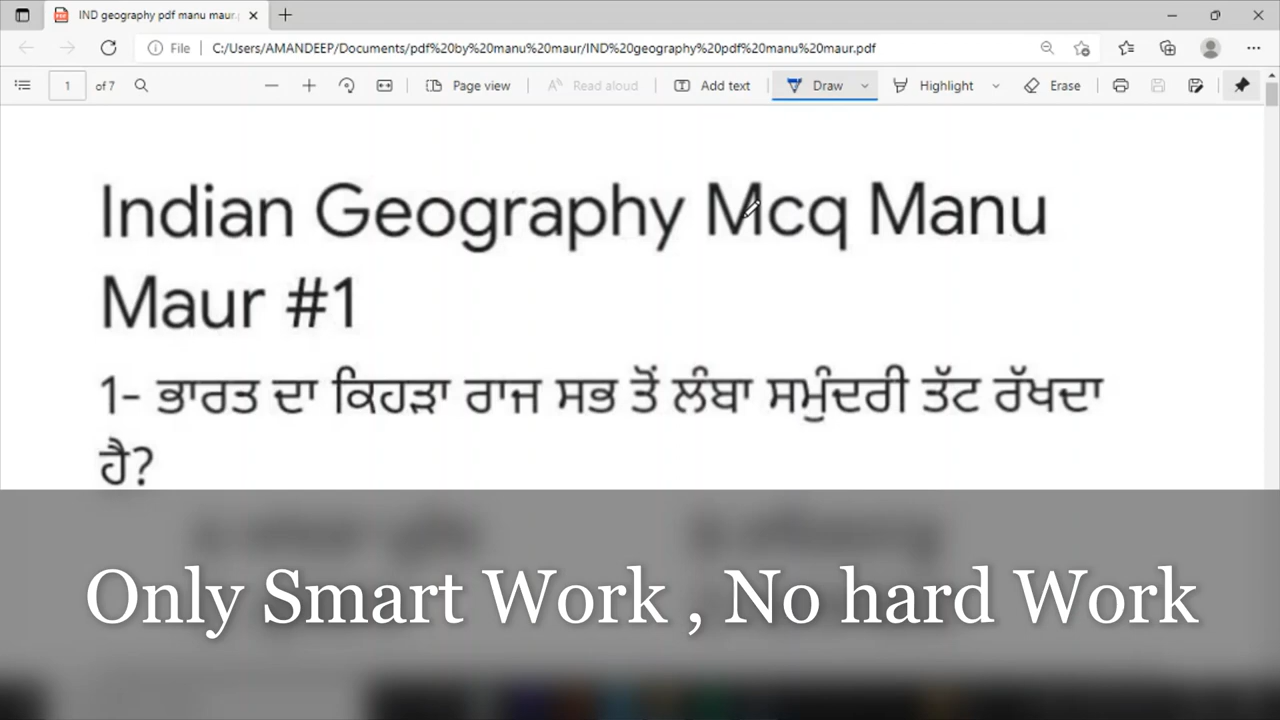 IND geography pdf manu maur.p
File
C:/Users/AMANDEEP/Documents/pdf%20by%20manu%20maur/IND%20geography%20pdf%20manu%20maur.pdf
1 of 7
Page view
Read aloud
Add text
Draw
Highlight
Erase
Indian Geography Mcq Manu
Maur #1
1- ਭਾਰਤ ਦਾ ਕਿਹੜਾ ਰਾਜ ਸਭ ਤੋਂ ਲੰਬਾ ਸਮੁੰਦਰੀ ਤੱਟ ਰੱਖਦਾ
ਹੈ?
Only Smart Work , No hard Work